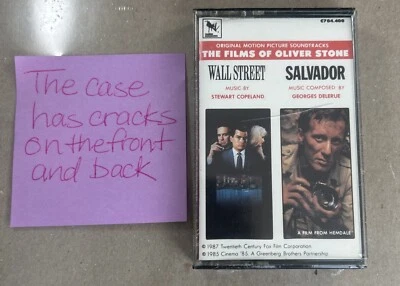 The case
has cracks
on the front
and back
CTC4.400
ORIGINAL MOTION PICTURE SOUNDTRACKS
THE FILMS OF OLIVER STONE
WALL STREET
MUSIC BY
STEWART COPELAND
SALVADOR
MUSIC COMPOSED BY
GEORGES DELERUE
A FILM FROM HEMDALE
© 1987 Twentieth Century Fox Film Corporation
© 1985 Cinema '85. A Greenberg Brothers Partnership